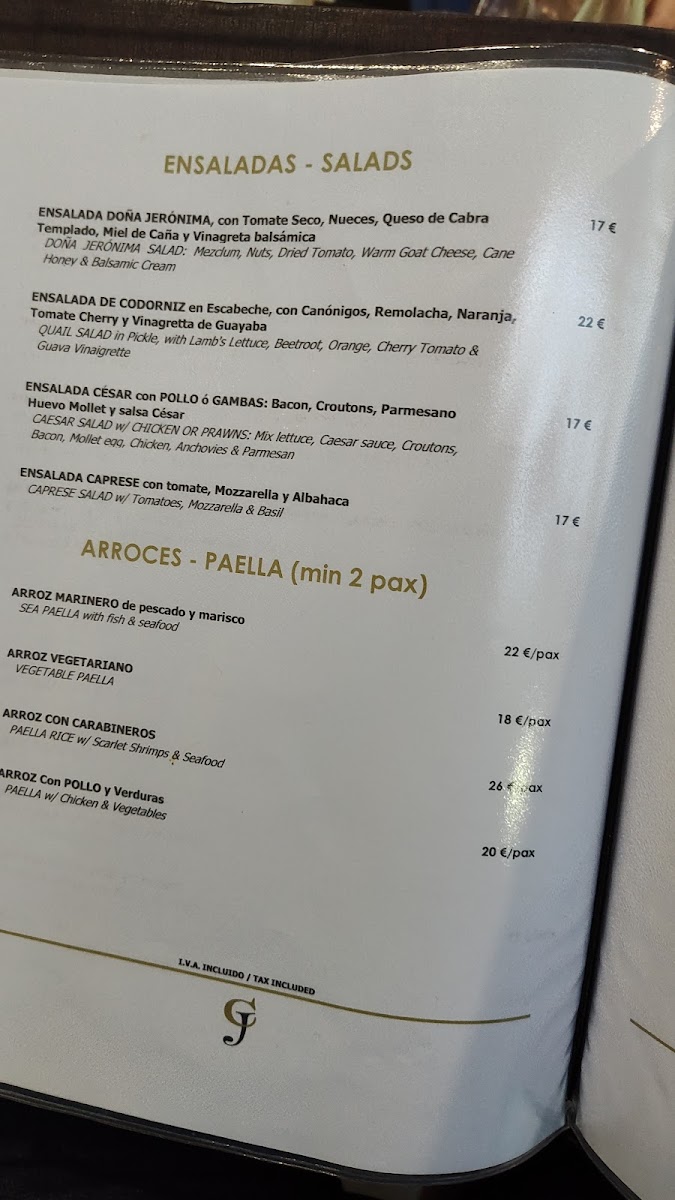 ENSALADAS - SALADS
ENSALADA DOÑA JERÓNIMA, con Tomate Seco, Nueces, Queso de Cabra
Templado, Miel de Caña y Vinagreta balsámica
17 €
DOÑA JERÓNIMA SALAD: Mezclum, Nuts, Dried Tomato, Warm Goat Cheese, Cane
Honey & Balsamic Cream
ENSALADA DE CODORNIZ en Escabeche, con Canónigos, Remolacha, Naranja,
Tomate Cherry y Vinagretta de Guayaba
22 €
QUAIL SALAD in Pickle, with Lamb's Lettuce, Beetroot, Orange, Cherry Tomato &
Guava Vinaigrette
ENSALADA CÉSAR con POLLO ó GAMBAS: Bacon, Croutons, Parmesano
Huevo Mollet y salsa César
17 €
CAESAR SALAD w/ CHICKEN OR PRAWNS: Mix lettuce, Caesar sauce, Croutons,
Bacon, Mollet egg, Chicken, Anchovies & Parmesan
ENSALADA CAPRESE con tomate, Mozzarella y Albahaca
CAPRESE SALAD w/ Tomatoes, Mozzarella & Basil
17 €
ARROCES - PAELLA (min 2 pax)
ARROZ MARINERO de pescado y marisco
SEA PAELLA with fish & seafood
22 €/pax
ARROZ VEGETARIANO
VEGETABLE PAELLA
18 €/pax
ARROZ CON CARABINEROS
PAELLA RICE w/ Scarlet Shrimps & Seafood
26 €/pax
ARROZ Con POLLO y Verduras
PAELLA w/ Chicken & Vegetables
20 €/pax
I.V.A. INCLUIDO / TAX INCLUDED
GJ